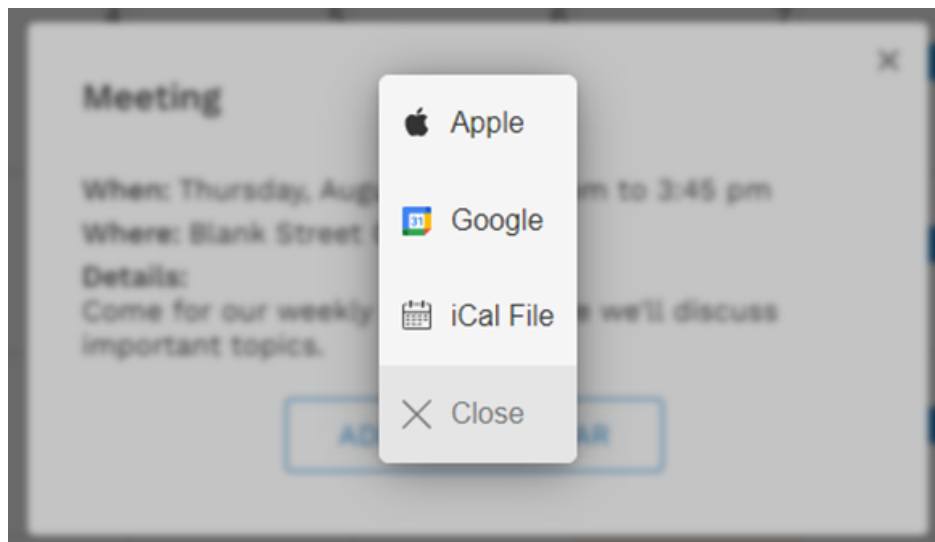 Meeting
When: Thursday, Aug m to 3:45 pm
Where: Blank Street
Details:
Come for our weekly we'll discuss
important topics.
Apple
31
Google
iCal File
Close